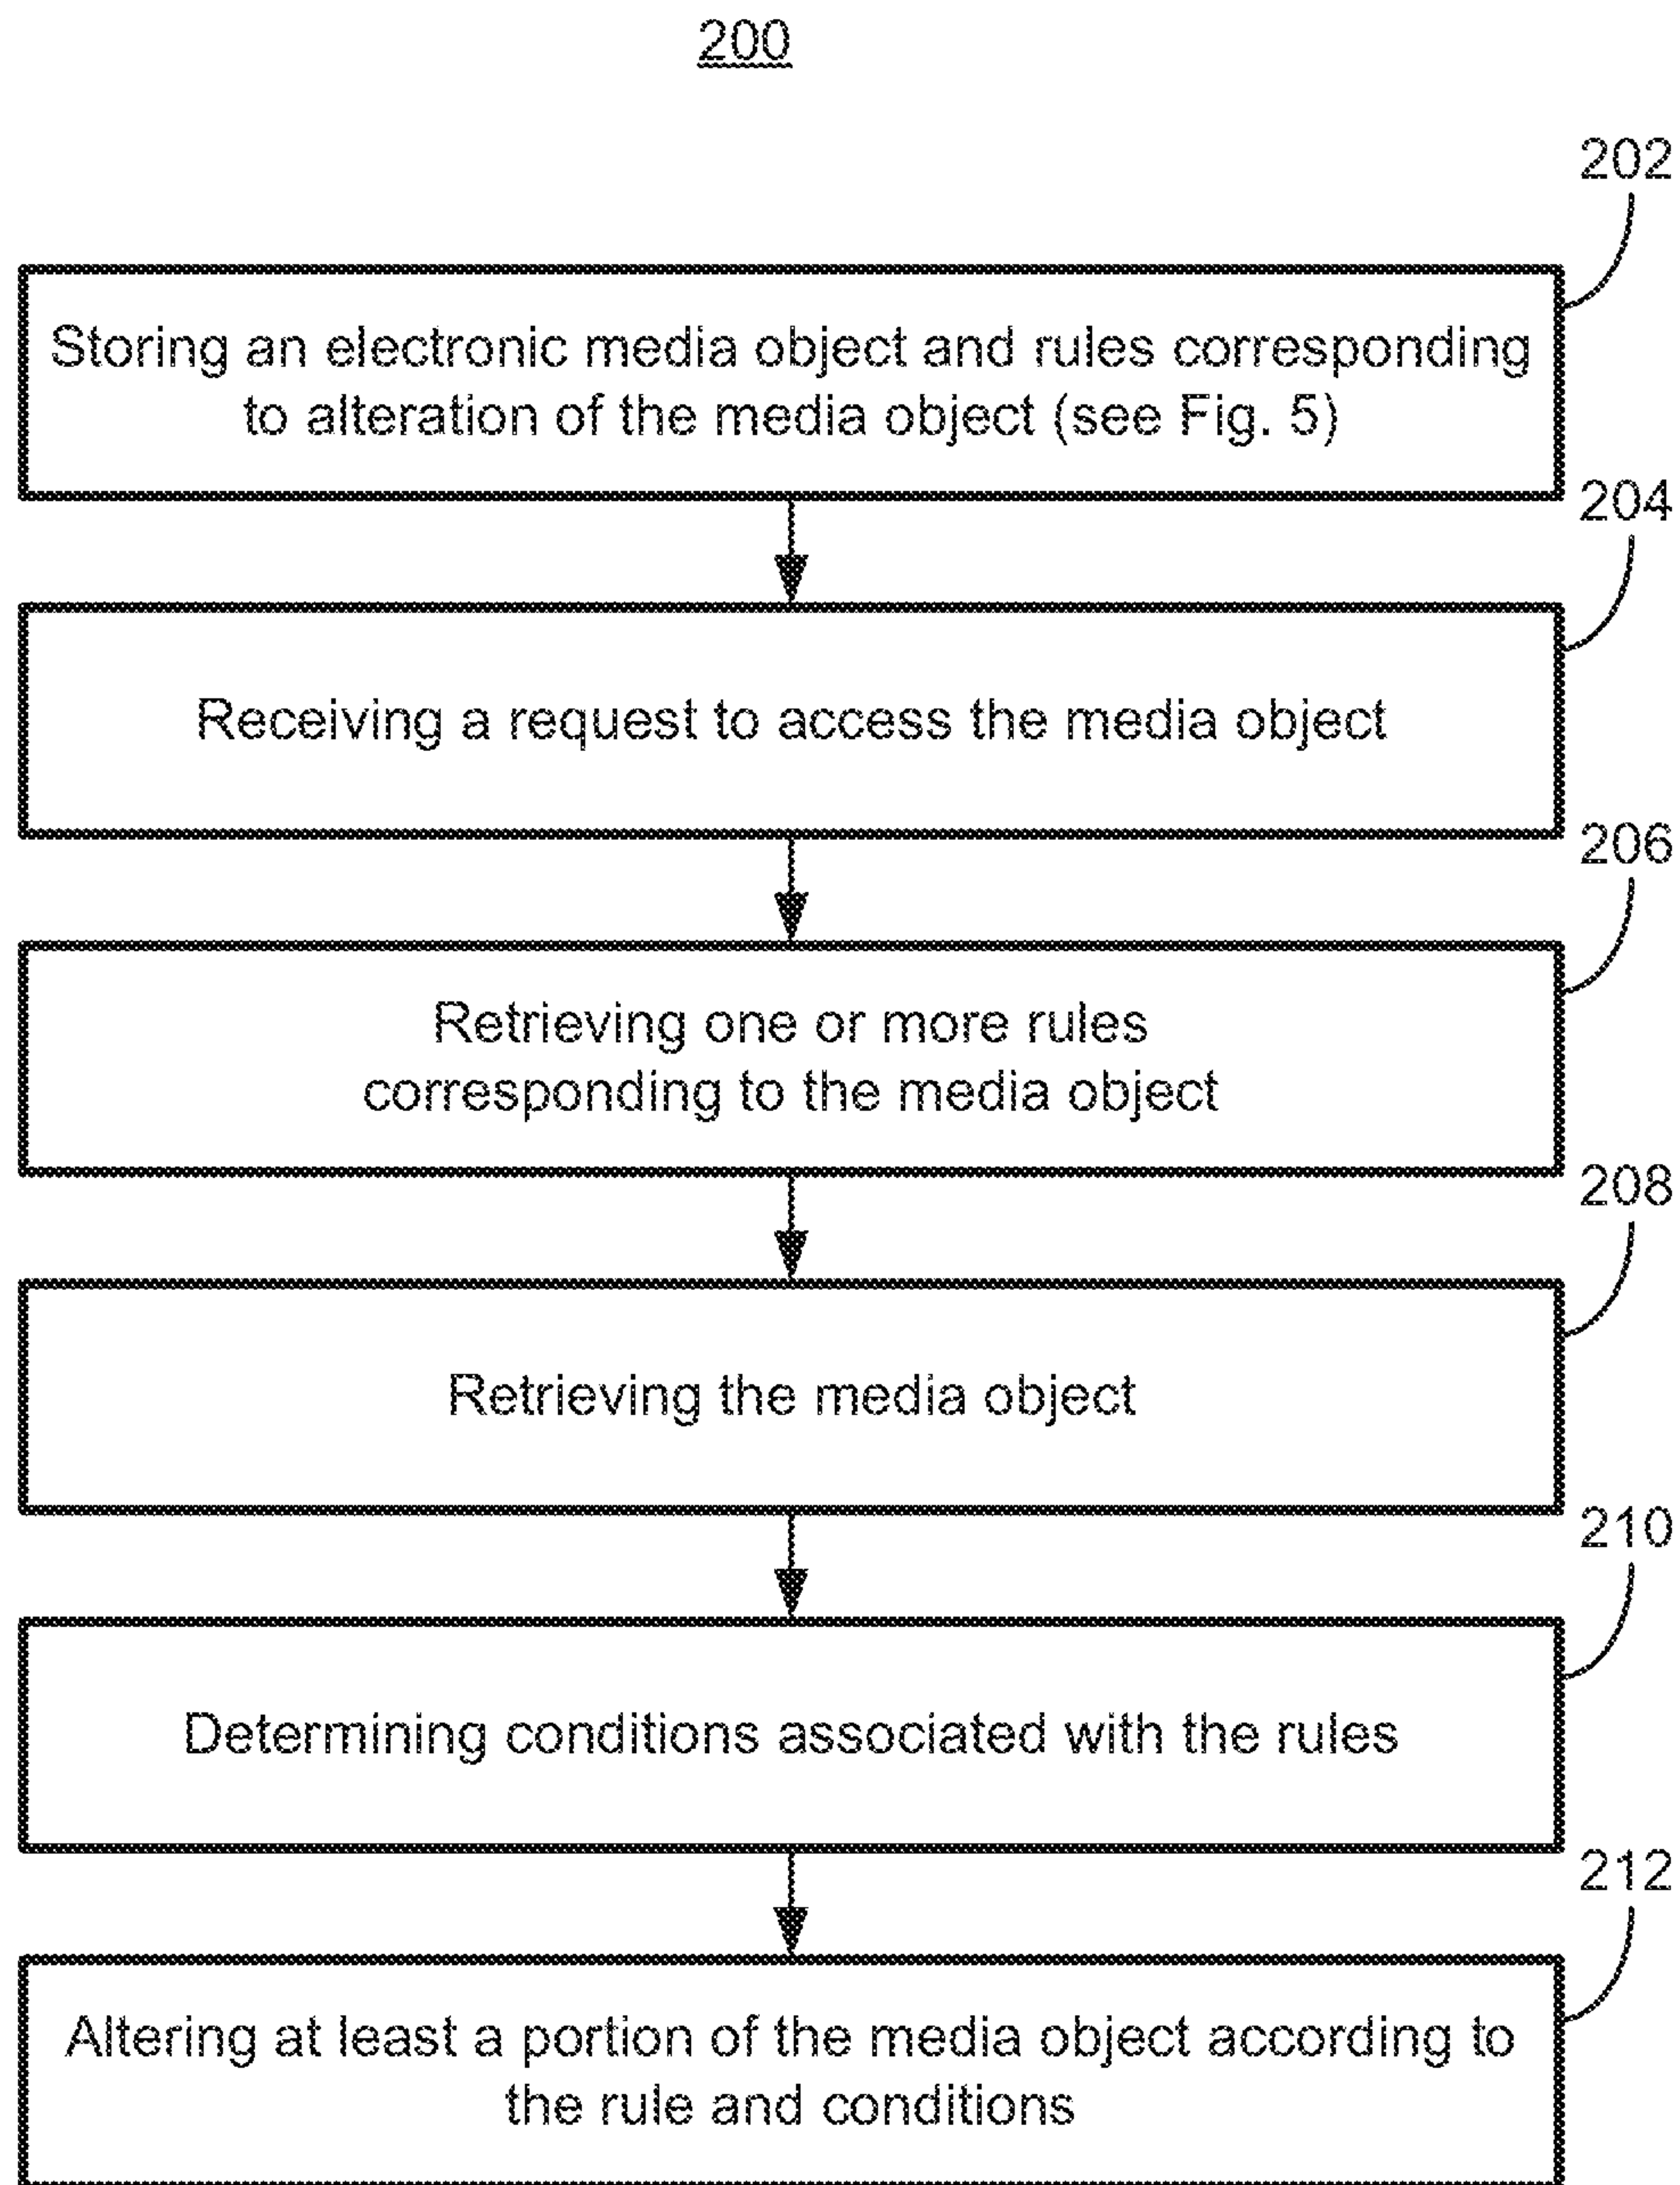 200
202
Storing an electronic media object and rules corresponding
to alteration of the media object (see Fig. 5)
204
Receiving a request to access the media object
206
Retrieving one or more rules
corresponding to the media object
208
Retrieving the media object
210
Determining conditions associated with the rules
212
Altering at least a portion of the media object according to
the rule and conditions